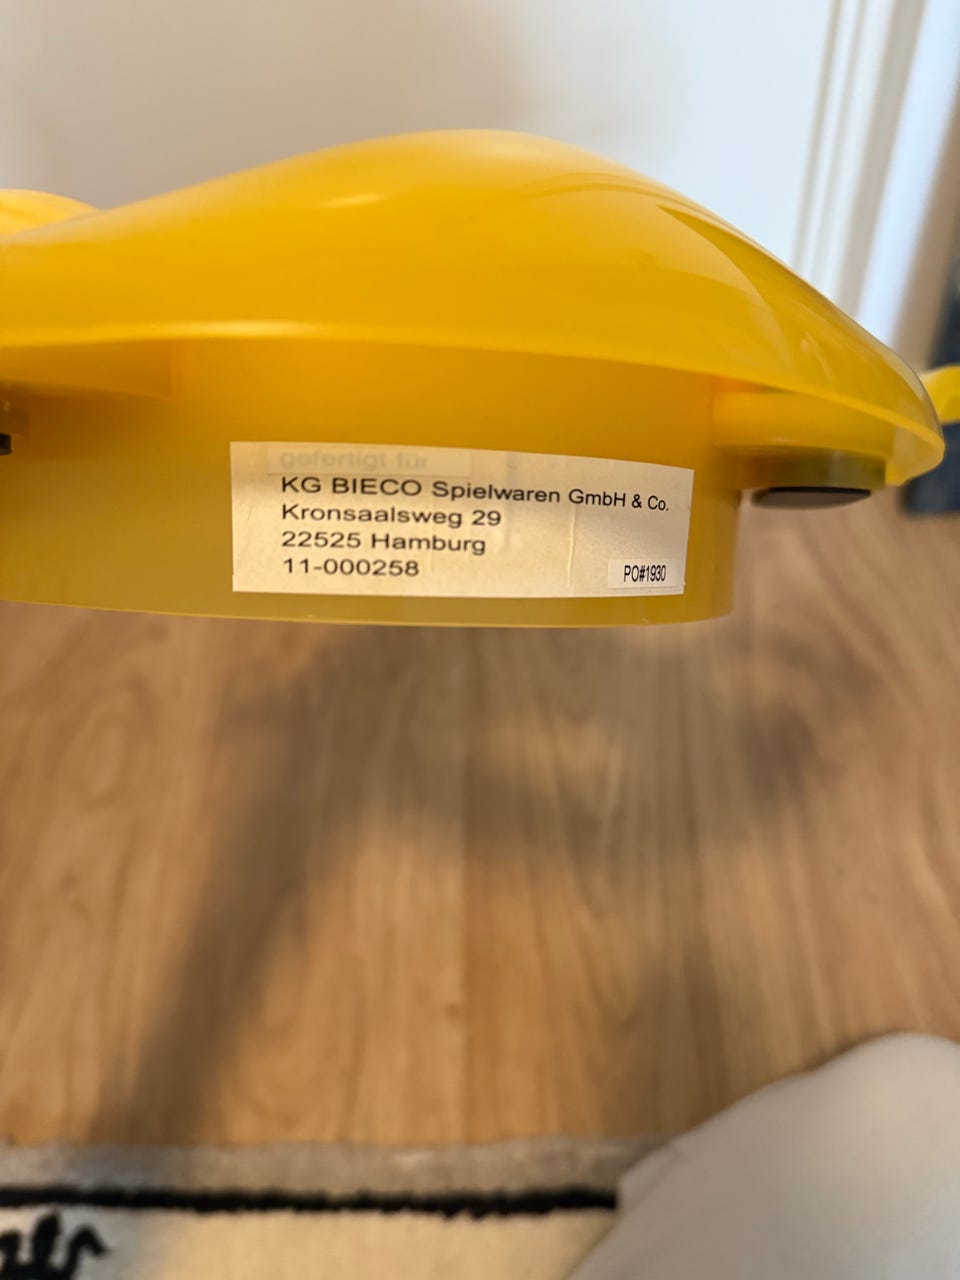 gefertigt für
KG BIECO Spielwaren GmbH & Co.
Kronsaalsweg 29
22525 Hamburg
11-000258
PO#1930